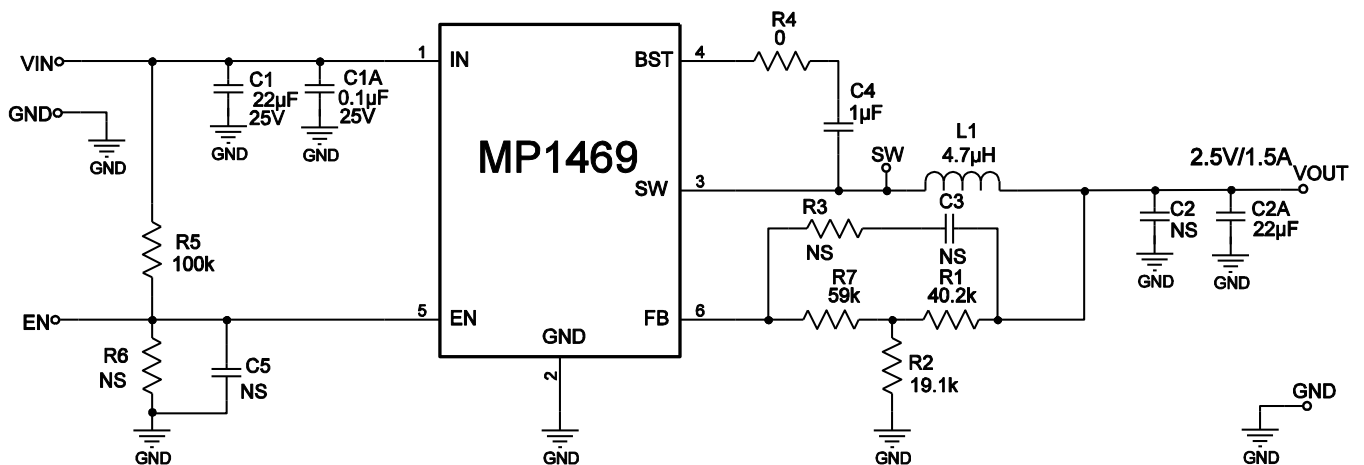 R4
0
VIN
1
IN
BST
4
C1
22µF
25V
C1A
0.1µF
25V
C4
1µF
GND
GND
GND
GND
MP1469
L1
4.7µH
SW
2.5V/1.5A
VOUT
SW
3
R3
NS
C3
NS
C2
NS
C2A
22µF
R5
100k
GND
GND
R7
59k
R1
40.2k
EN
5
EN
FB
6
GND
R6
NS
C5
NS
2
R2
19.1k
GND
GND
GND
GND
GND